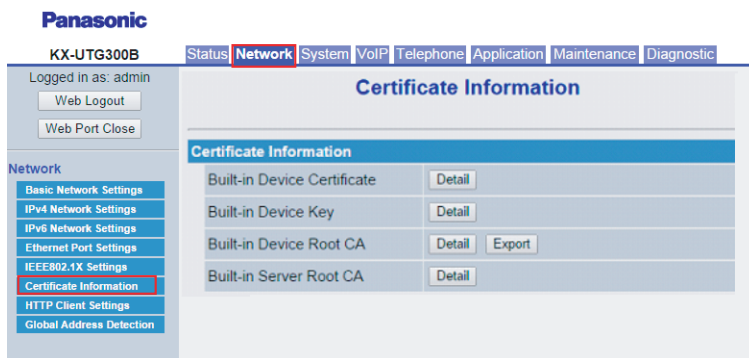 Panasonic
KX-UTG300B
Status Network System VoIP Telephone Application Maintenance Diagnostic
Logged in as: admin
Web Logout
Web Port Close
Network
Basic Network Settings
IPv4 Network Settings
IPv6 Network Settings
Ethernet Port Settings
IEEE802.1X Settings
Certificate Information
HTTP Client Settings
Global Address Detection
Certificate Information
Certificate Information
Built-in Device Certificate Detail
Built-in Device Key Detail
Built-in Device Root CA Detail Export
Built-in Server Root CA Detail